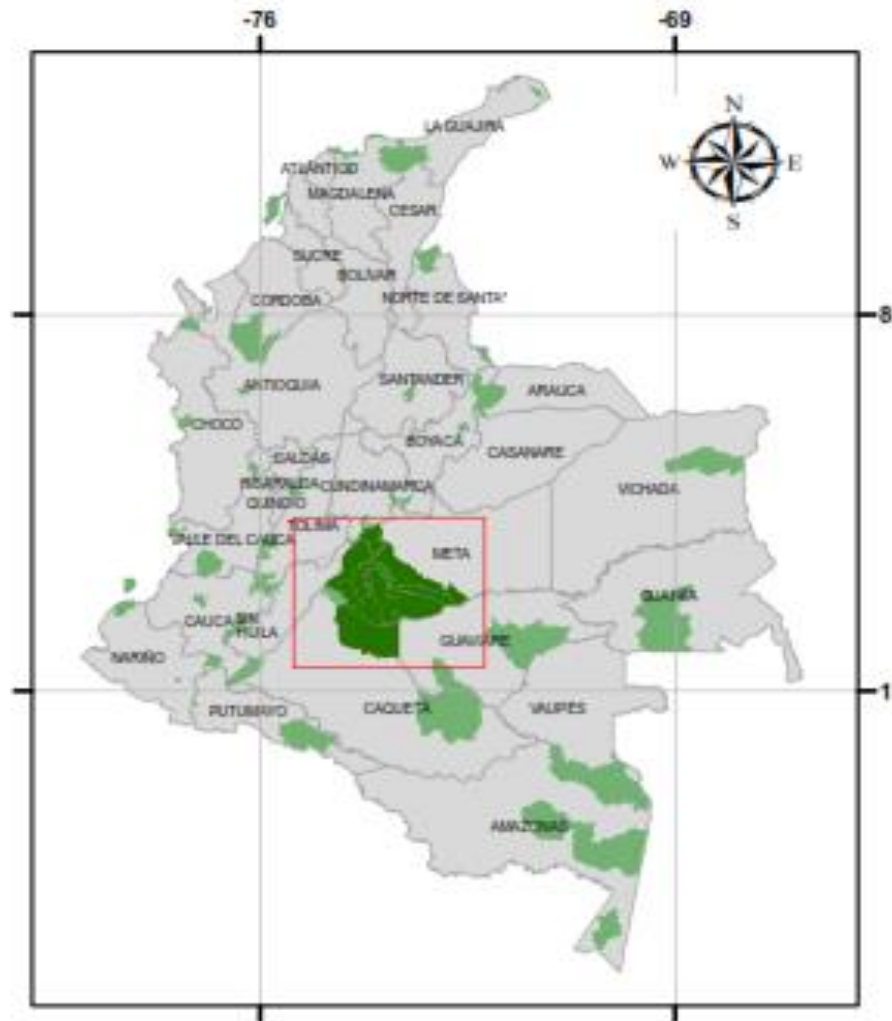 -76
-69
N
LA GUAJIRA
W
E
ATLÁNTICO
MAGDALENA
CESAR
S
SUCRE
BOLÍVAR
NORTE DE SANTA"
CORDOBA
8
SANTANDER
ANTIOQUIA
ARAUCA
CHOCO
BOYACA
CASANARE
CALDAS
RISARALDA
CUNDINAMARCA
VICHADA
QUINDIO
TOLIMA
VALLE DEL CAUCA
META
GUAINIA
CAUCA
HUILA
GUAVIARE
NARIÑO
1
PUTUMAYO
CAQUETA
VAUPES
AMAZONAS